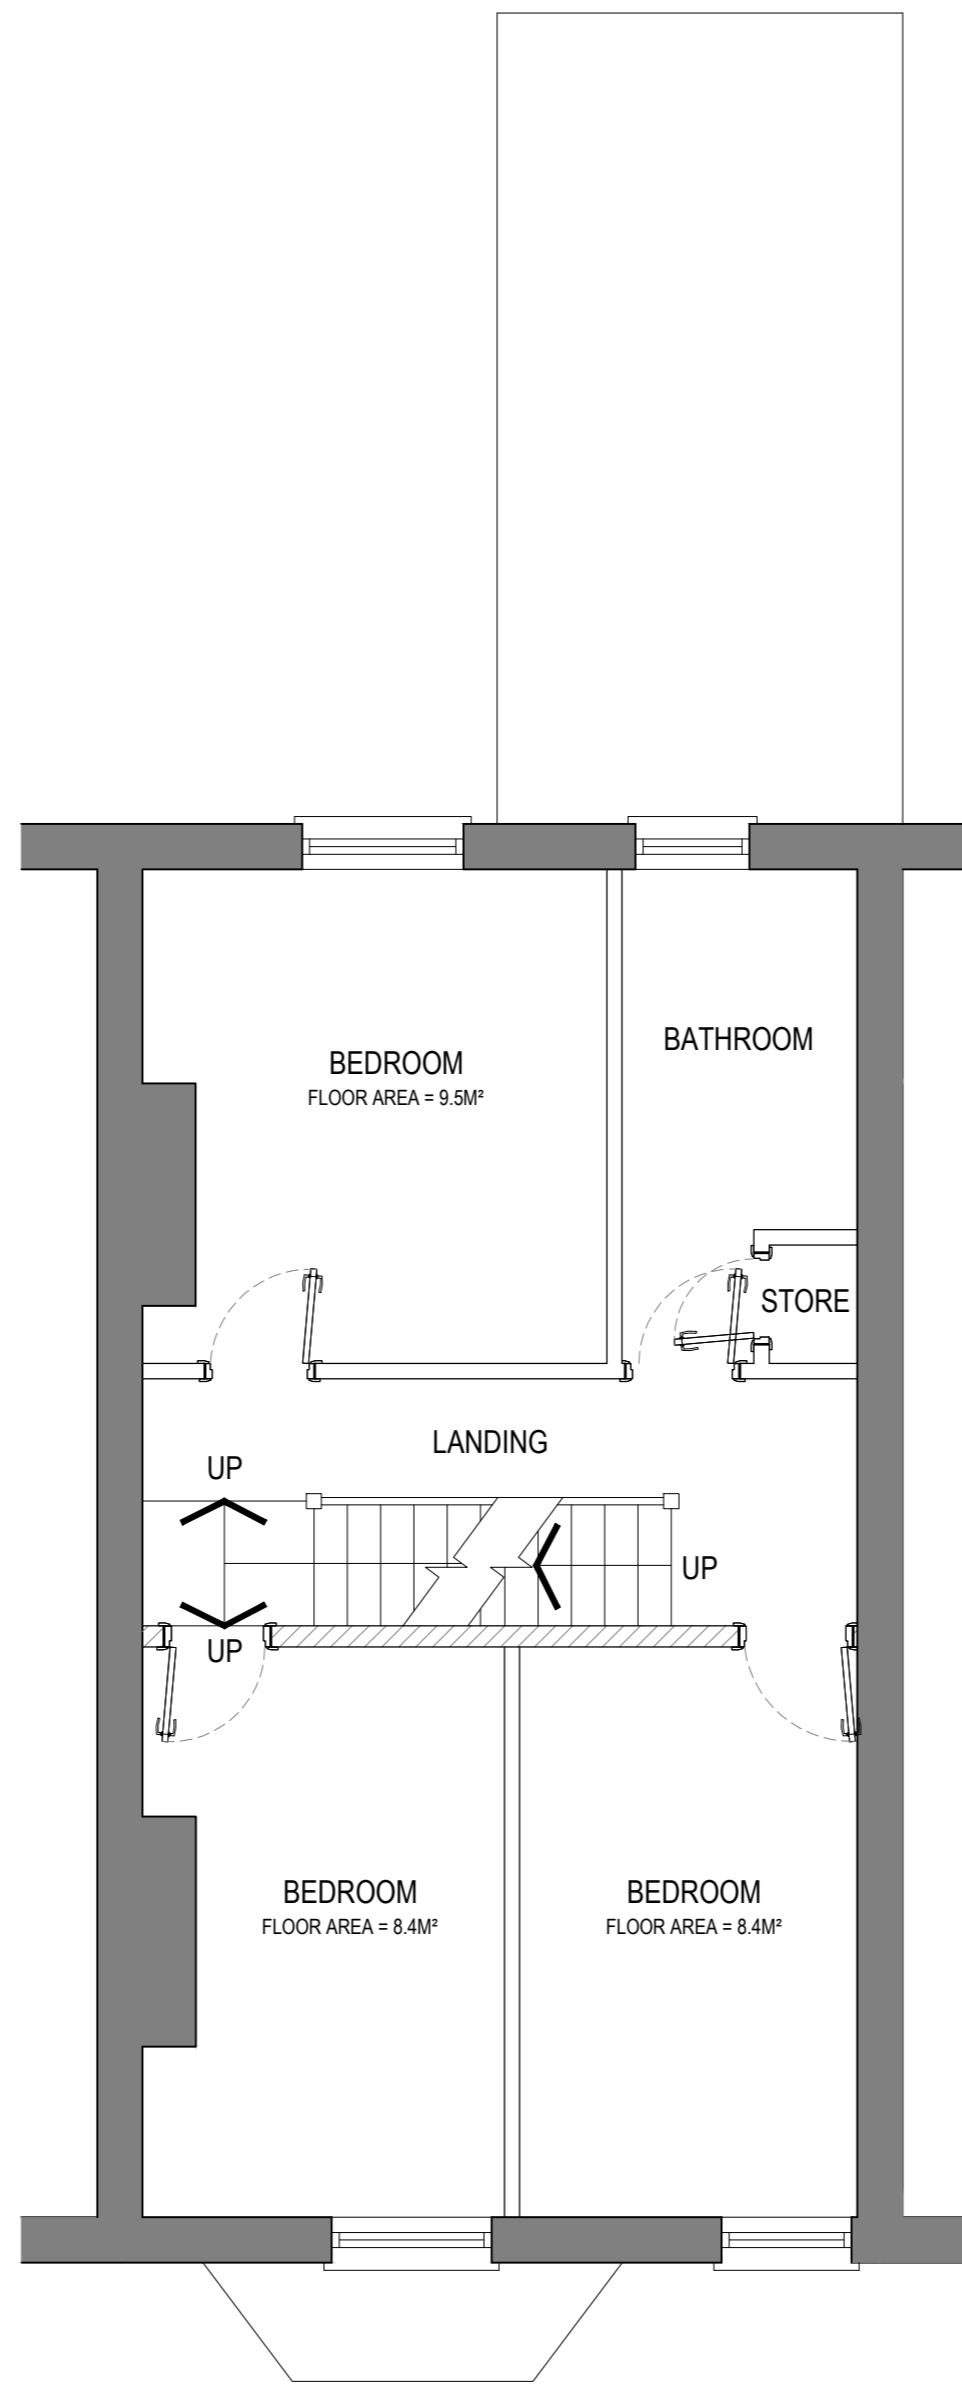 BATHROOM
BEDROOM
FLOOR AREA = 9.5M²
STORE
LANDING
UP
UP
UP
BEDROOM
FLOOR AREA = 8.4M²
BEDROOM
FLOOR AREA = 8.4M²